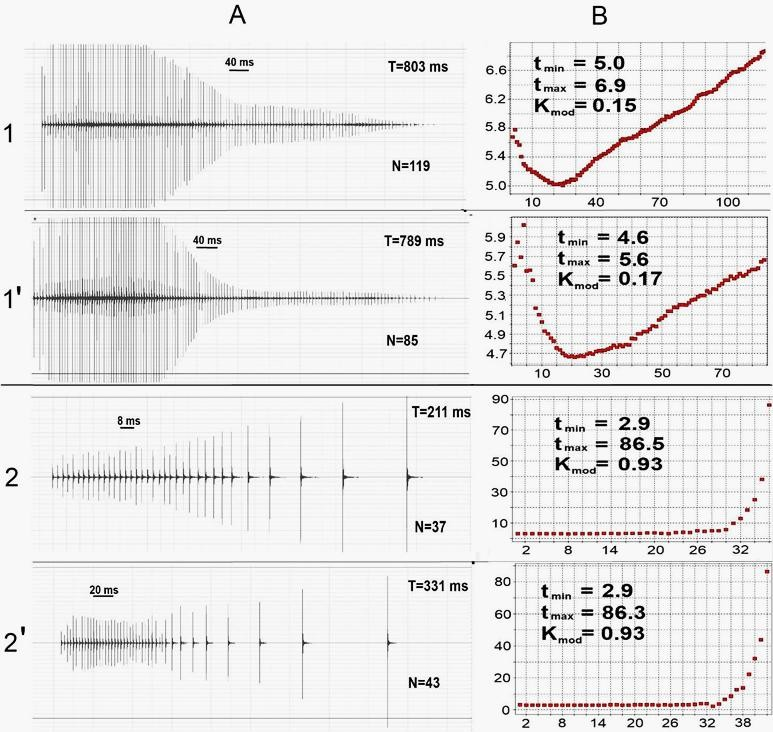 A B
1
40 ms
T=803 ms
N=119
tmin = 5.0
tmax = 6.9
Kmod = 0.15
6.6
6.2
5.8
5.4
5.0
10 40 70 100
1'
40 ms
T=789 ms
N=85
tmin = 4.6
tmax = 5.6
Kmod = 0.17
5.9
5.7
5.5
5.3
5.1
4.9
4.7
10 30 50 70
2
8 ms
T=211 ms
N=37
tmin = 2.9
tmax = 86.5
Kmod = 0.93
90
70
50
30
10
2 8 14 20 26 32
2'
20 ms
T=331 ms
N=43
tmin = 2.9
tmax = 86.3
Kmod = 0.93
80
60
40
20
0
2 8 14 20 26 32 38